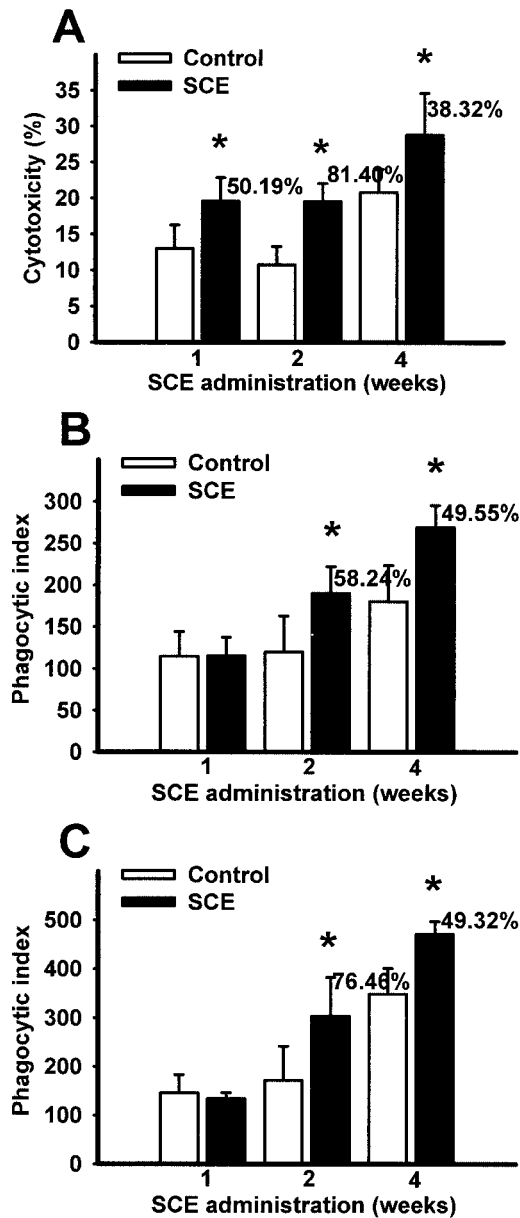 A
Control
SCE
*
38.32%
* *
50.19% 81.40%
35
30
25
20
15
10
5
0
Cytotoxicity (%)
1 2 4
SCE administration (weeks)
B
Control
SCE
*
49.55%
*
58.24%
300
250
200
150
100
50
0
Phagocytic index
1 2 4
SCE administration (weeks)
C
Control
SCE
*
49.32%
*
76.46%
500
400
300
200
100
0
Phagocytic index
1 2 4
SCE administration (weeks)